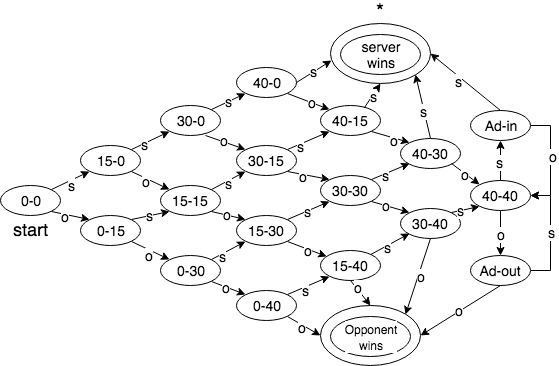 *
server
wins
40-0
s
s
o
30-0
40-15
s
Ad-in
s
o
s
s
o
15-0
30-15
40-30
o
s
o
s
o
s
o
s
0-0
15-15
30-30
40-40
start
o
s
o
s
o
s
o
s
0-15
15-30
30-40
o
s
o
s
o
0-30
15-40
Ad-out
o
s
o
o
o
0-40
o
Opponent
wins